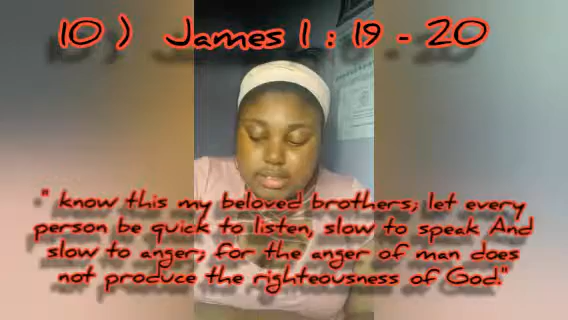 10 ) James 1 : 19 - 20
" know this my beloved brothers; let every
person be quick to listen, slow to speak And
slow to anger; for the anger of man does
not produce the righteousness of God."